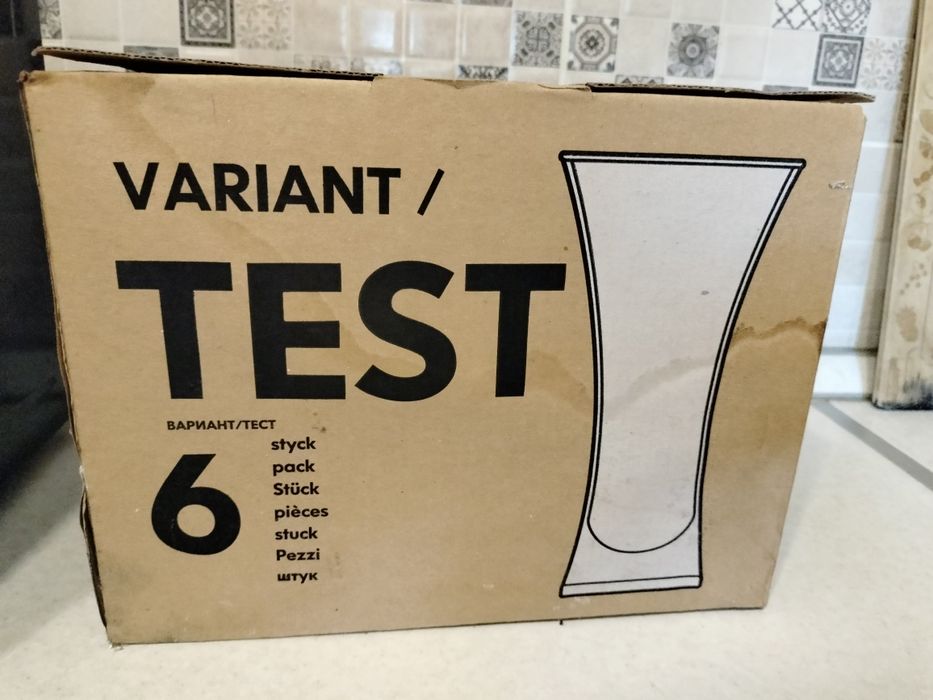 VARIANT /
TEST
ВАРИАНТ/ТЕСТ
6
styck
pack
Stück
pièces
stuck
Pezzi
штук